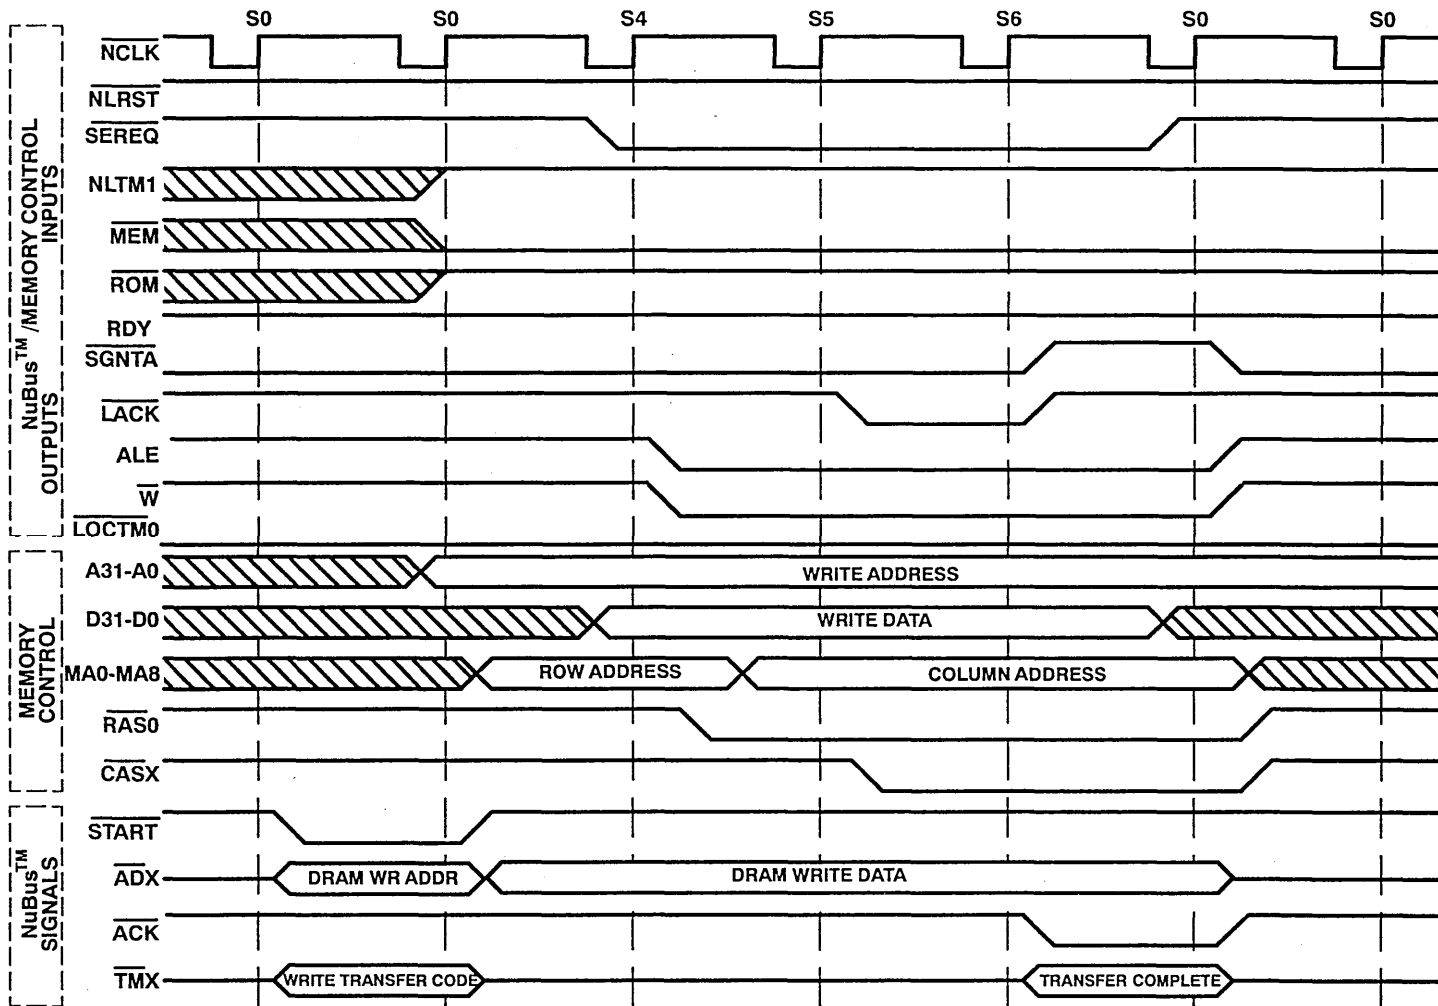 S0 S0 S4 S5 S6 S0 S0
NuBus™ /MEMORY CONTROL
INPUTS
OUTPUTS
NCLK
NLRST
SEREQ
NLTM1
MEM
ROM
RDY
SGNTA
LACK
ALE
W
LOCTM0
MEMORY
CONTROL
A31-A0 WRITE ADDRESS
D31-D0 WRITE DATA
MA0-MA8 ROW ADDRESS COLUMN ADDRESS
RAS0
CASX
NuBus™
SIGNALS
START
ADX DRAM WR ADDR DRAM WRITE DATA
ACK
TMX WRITE TRANSFER CODE TRANSFER COMPLETE